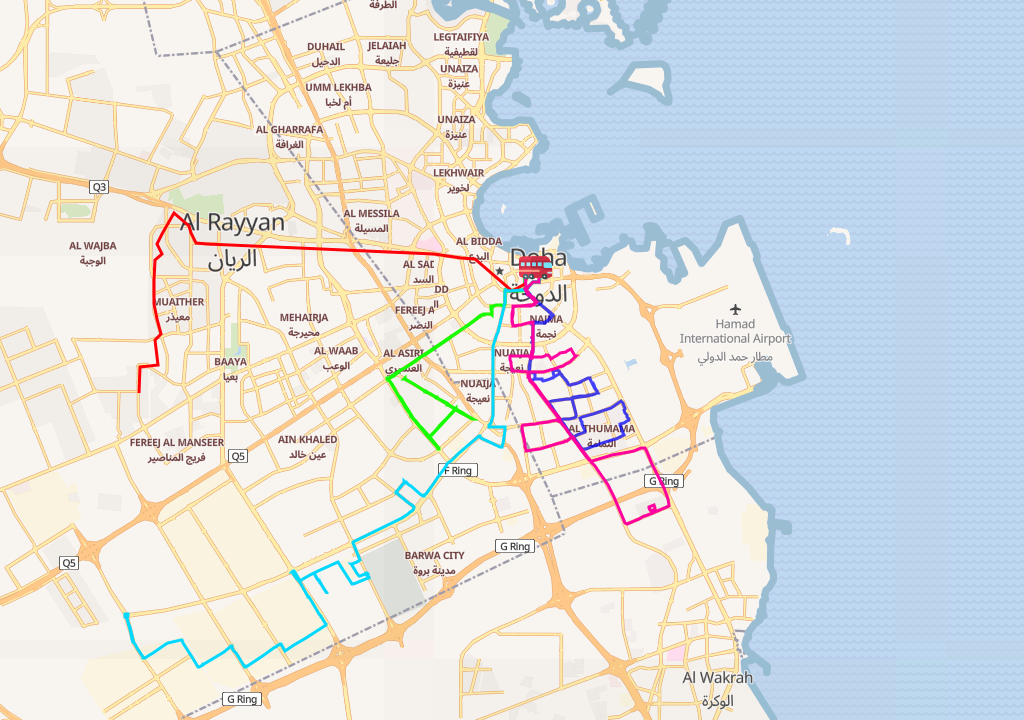 الطرفة
LEGTAIFIYA
لقطيفية
DUHAIL
الدحيل
JELAIAH
جليعة
UNAIZA
عنيزة
UMM LEKHBA
أم لخبا
UNAIZA
عنيزة
AL GHARRAFA
الغرافة
LEKHWAIR
لخوير
Q3
AL MESSILA
المسيلة
Al Rayyan
الريان
AL WAJBA
الوجبة
AL BIDDA
البدع
Doha
الدوحة
AL SAD
السد
DD
ال
MUAITHER
معيذر
MEHAIRJA
محيرجة
FEREEJ A
النصر
NAJMA
نجمة
Hamad
International Airport
مطار حمد الدولي
AL WAAB
الوعب
AL ASIRI
العسيري
NUAIJA
نعيجة
BAAYA
بعيا
NUAIJA
نعيجة
AL THUMAMA
الثمامة
FEREEJ AL MANSEER
فريج المناصير
AIN KHALED
عين خالد
Q5
F Ring
G Ring
G Ring
BARWA CITY
مدينة بروة
Q5
G Ring
Al Wakrah
الوكرة